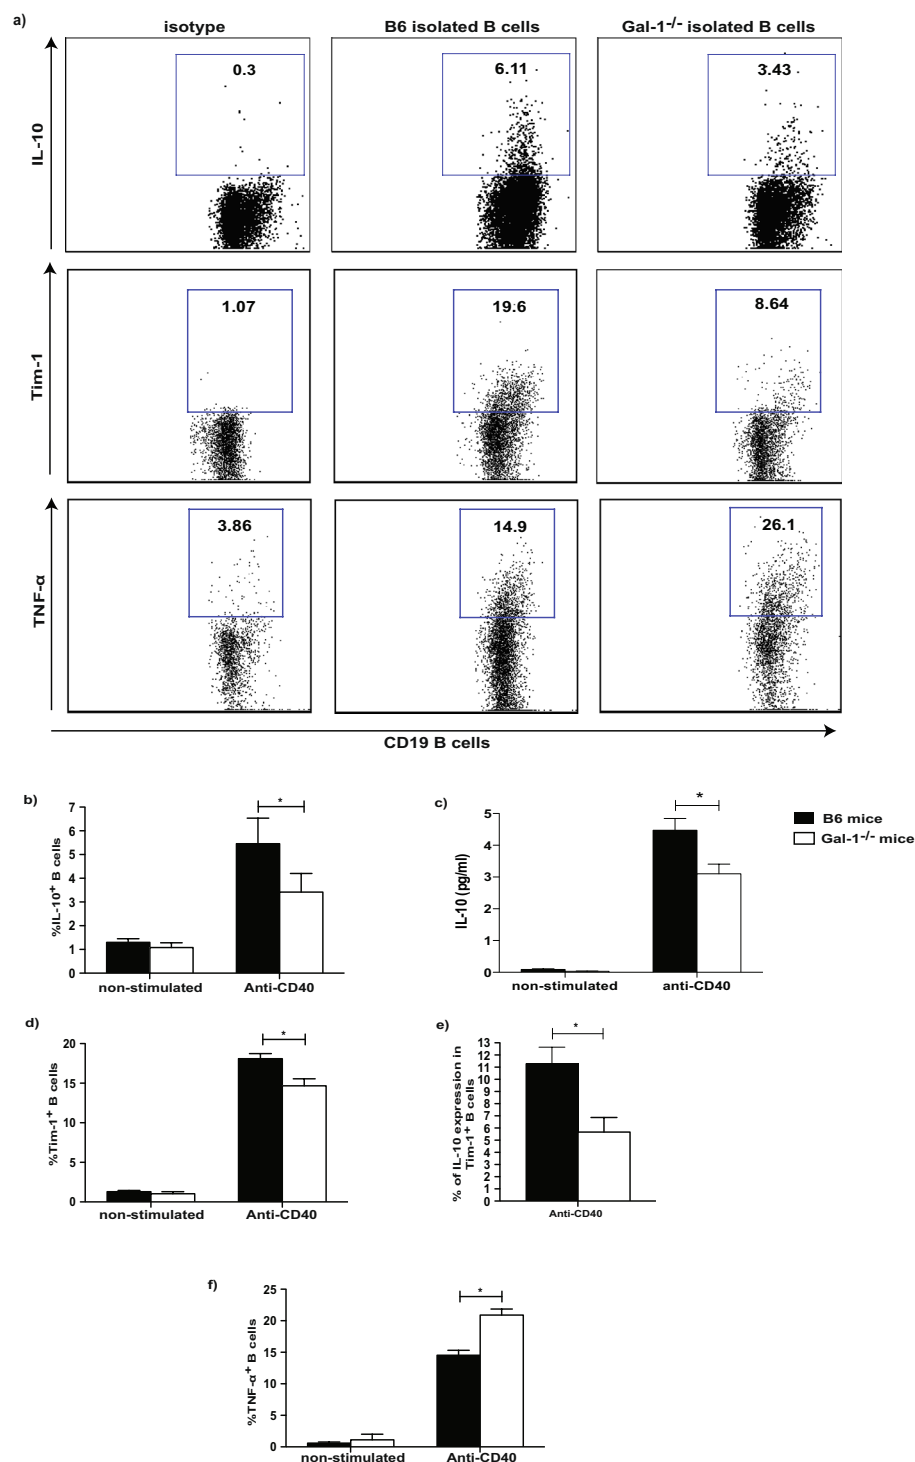 a)
isotype
B6 isolated B cells
Gal-1-/- isolated B cells
IL-10
0.3
6.11
3.43
Tim-1
1.07
19.6
8.64
TNF-α
3.86
14.9
26.1
CD19 B cells
b)
%IL-10+ B cells
7
6
5
4
3
2
1
0
*
non-stimulated
Anti-CD40
c)
IL-10 (pg/ml)
5
4
3
2
1
0
*
non-stimulated
anti-CD40
B6 mice
Gal-1-/- mice
d)
%Tim-1+ B cells
20
15
10
5
0
*
non-stimulated
Anti-CD40
e)
% of IL-10 expression in
Tim-1+ B cells
13
12
11
10
9
8
7
6
5
4
3
2
1
0
*
Anti-CD40
f)
%TNF-α+ B cells
25
20
15
10
5
0
*
non-stimulated
Anti-CD40